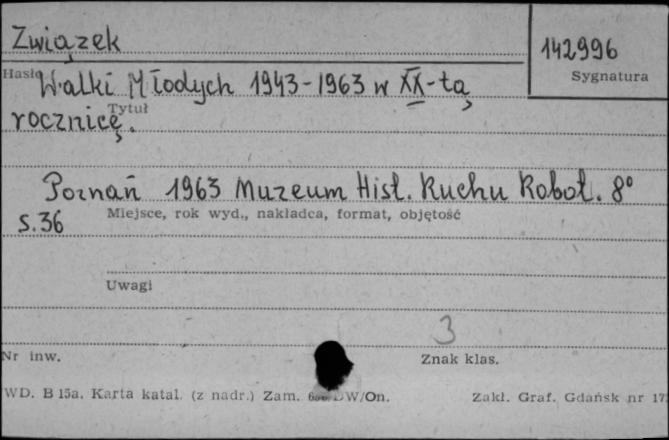 Związek
142996
Hasło
Sygnatura
Walki Młodych 1943-1963 w XX-tą
Tytuł
rocznicę.
Poznań 1963 Muzeum Hist. Ruchu Robot. 8°
Miejsce, rok wyd., nakładca, format, objętość
s. 36
Uwagi
3
Nr inw.
Znak klas.
WD. B 15a. Karta katal. (z nadr.) Zam. DW/On.
Zakł. Graf. Gdańsk nr 17